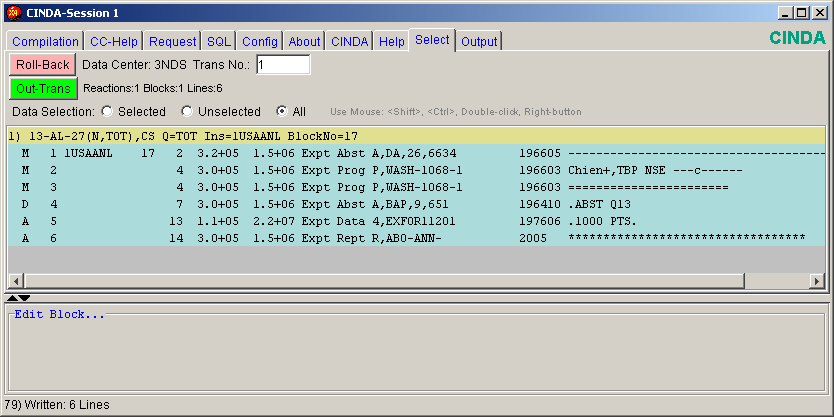 CINDA-Session 1
Compilation CC-Help Request SQL Config About CINDA Help Select Output CINDA
Roll-Back Data Center: 3NDS Trans No.: 1
Out-Trans Reactions:1 Blocks:1 Lines:6
Data Selection: Selected Unselected All Use Mouse: <Shift>, <Ctrl>, Double-click, Right-button
1) 13-AL-27(N,TOT),CS Q=TOT Ins=1USAANL BlockNo=17
M 1 1USAANL 17 2 3.2+05 1.5+06 Expt Abst A,DA,26,6634 196605 -------------------------------------
M 2 4 3.0+05 1.5+06 Expt Prog P,WASH-1068-1 196603 Chien+,TBP NSE ---c------
M 3 4 3.0+05 1.5+06 Expt Prog P,WASH-1068-1 196603 =======================
D 4 7 3.0+05 1.5+06 Expt Abst A,BAP,9,651 196410 .ABST Q13
A 5 13 1.1+05 2.2+07 Expt Data 4,EXFOR11201 197606 .1000 PTS.
A 6 14 3.0+05 1.5+06 Expt Rept R,ABO-ANN- 2005 **********************************
Edit Block...
79) Written: 6 Lines